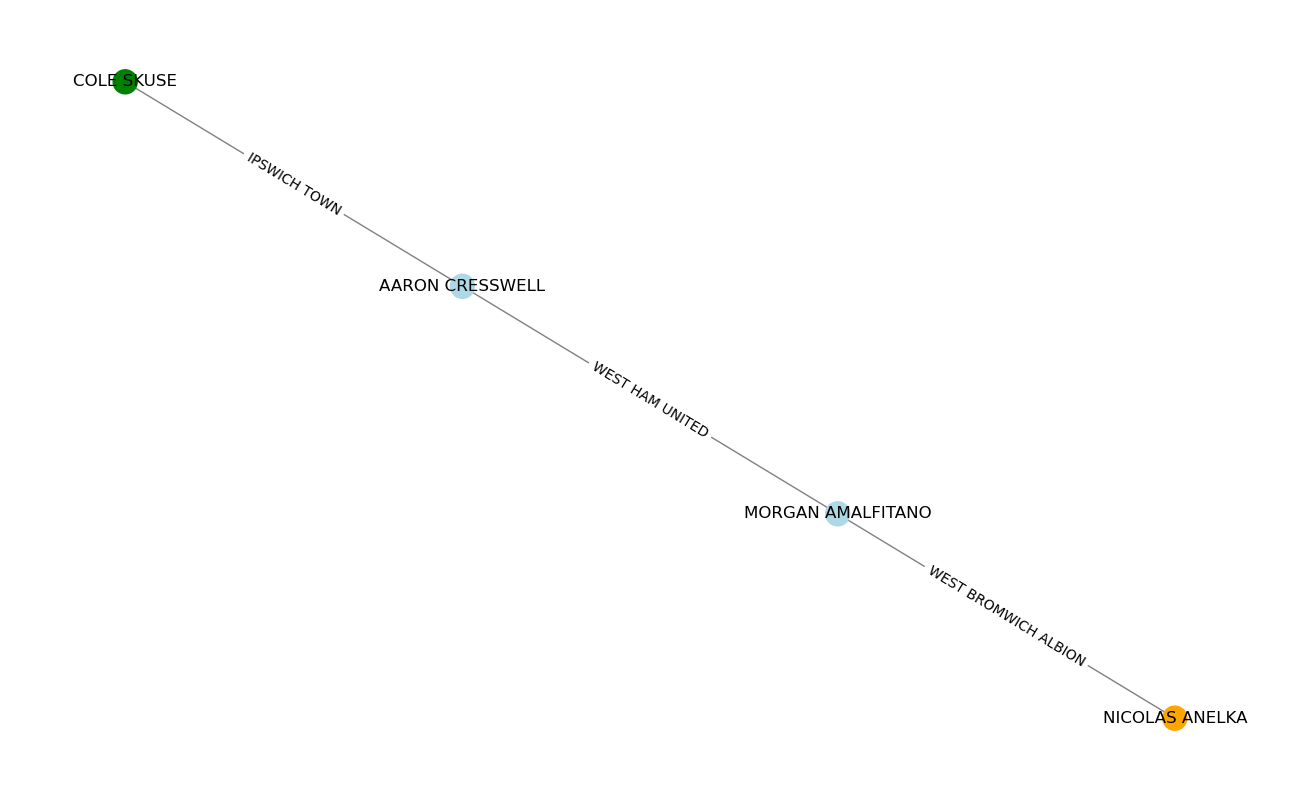 COLE SKUSE
IPSWICH TOWN
AARON CRESSWELL
WEST HAM UNITED
MORGAN AMALFITANO
WEST BROMWICH ALBION
NICOLAS ANELKA